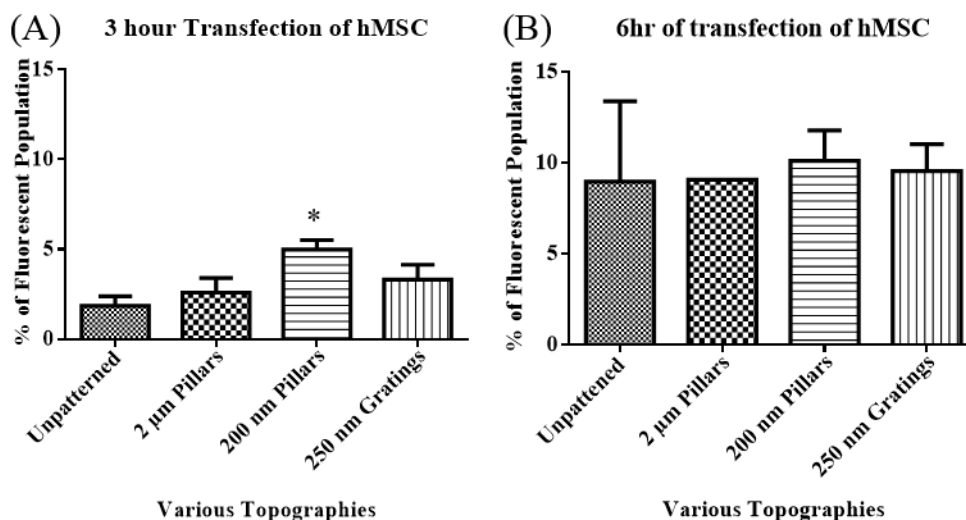 (A)
3 hour Transfection of hMSC
% of Fluorescent Population
15
10
5
0
*
Unpatterned
2 μm Pillars
200 nm Pillars
250 nm Gratings
Various Topographies
(B)
6hr of transfection of hMSC
% of Fluorescent Population
15
10
5
0
Unpattened
2 μm Pillars
200 nm Pillars
250 nm Gratings
Various Topographies